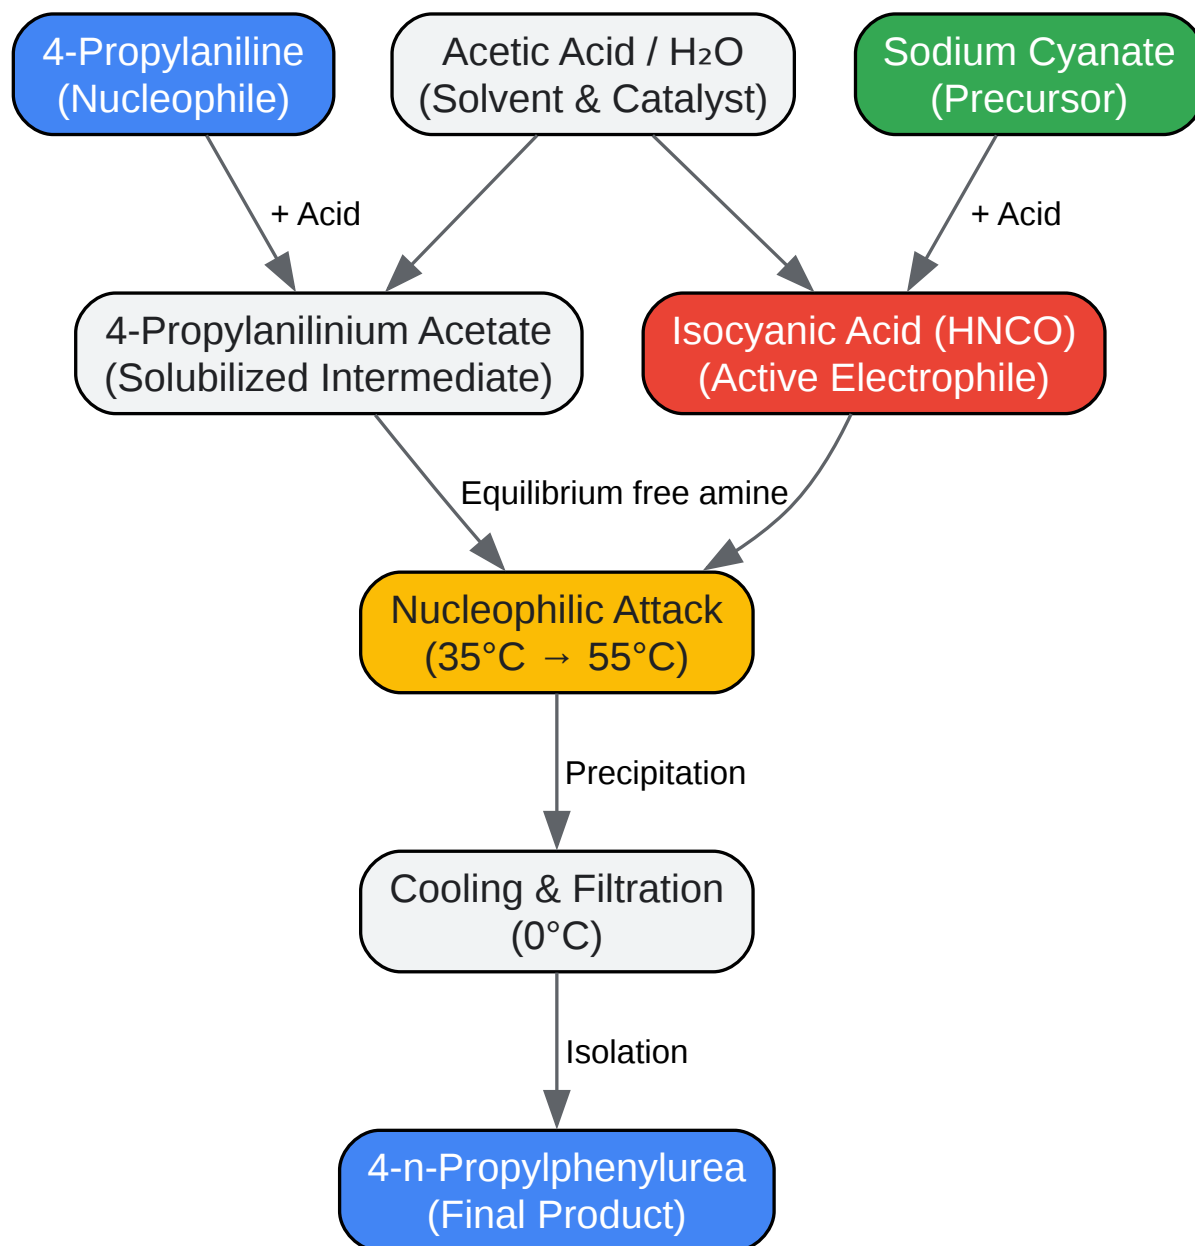 4-Propylaniline
(Nucleophile)
Acetic Acid / H₂O
(Solvent & Catalyst)
Sodium Cyanate
(Precursor)
+ Acid
+ Acid
4-Propylanilinium Acetate
(Solubilized Intermediate)
Isocyanic Acid (HNCO)
(Active Electrophile)
Equilibrium free amine
Nucleophilic Attack
(35°C → 55°C)
Precipitation
Cooling & Filtration
(0°C)
Isolation
4-n-Propylphenylurea
(Final Product)